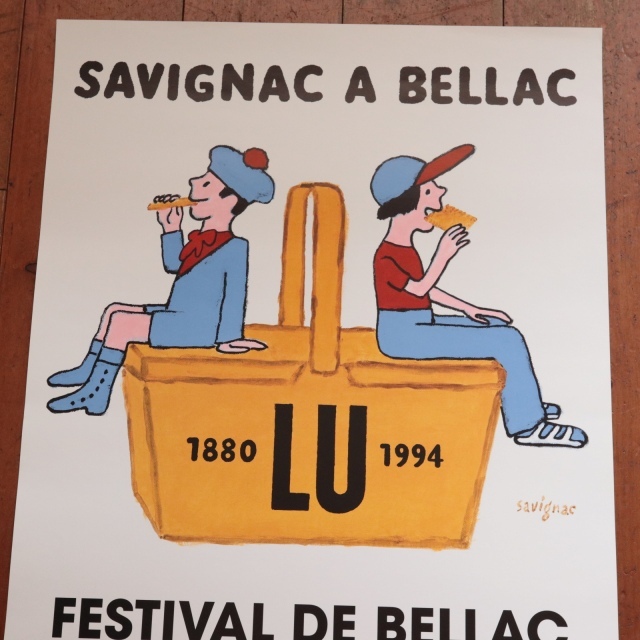 SAVIGNAC A BELLAC
1880 LU 1994
savignac
FESTIVAL DE BELLAC